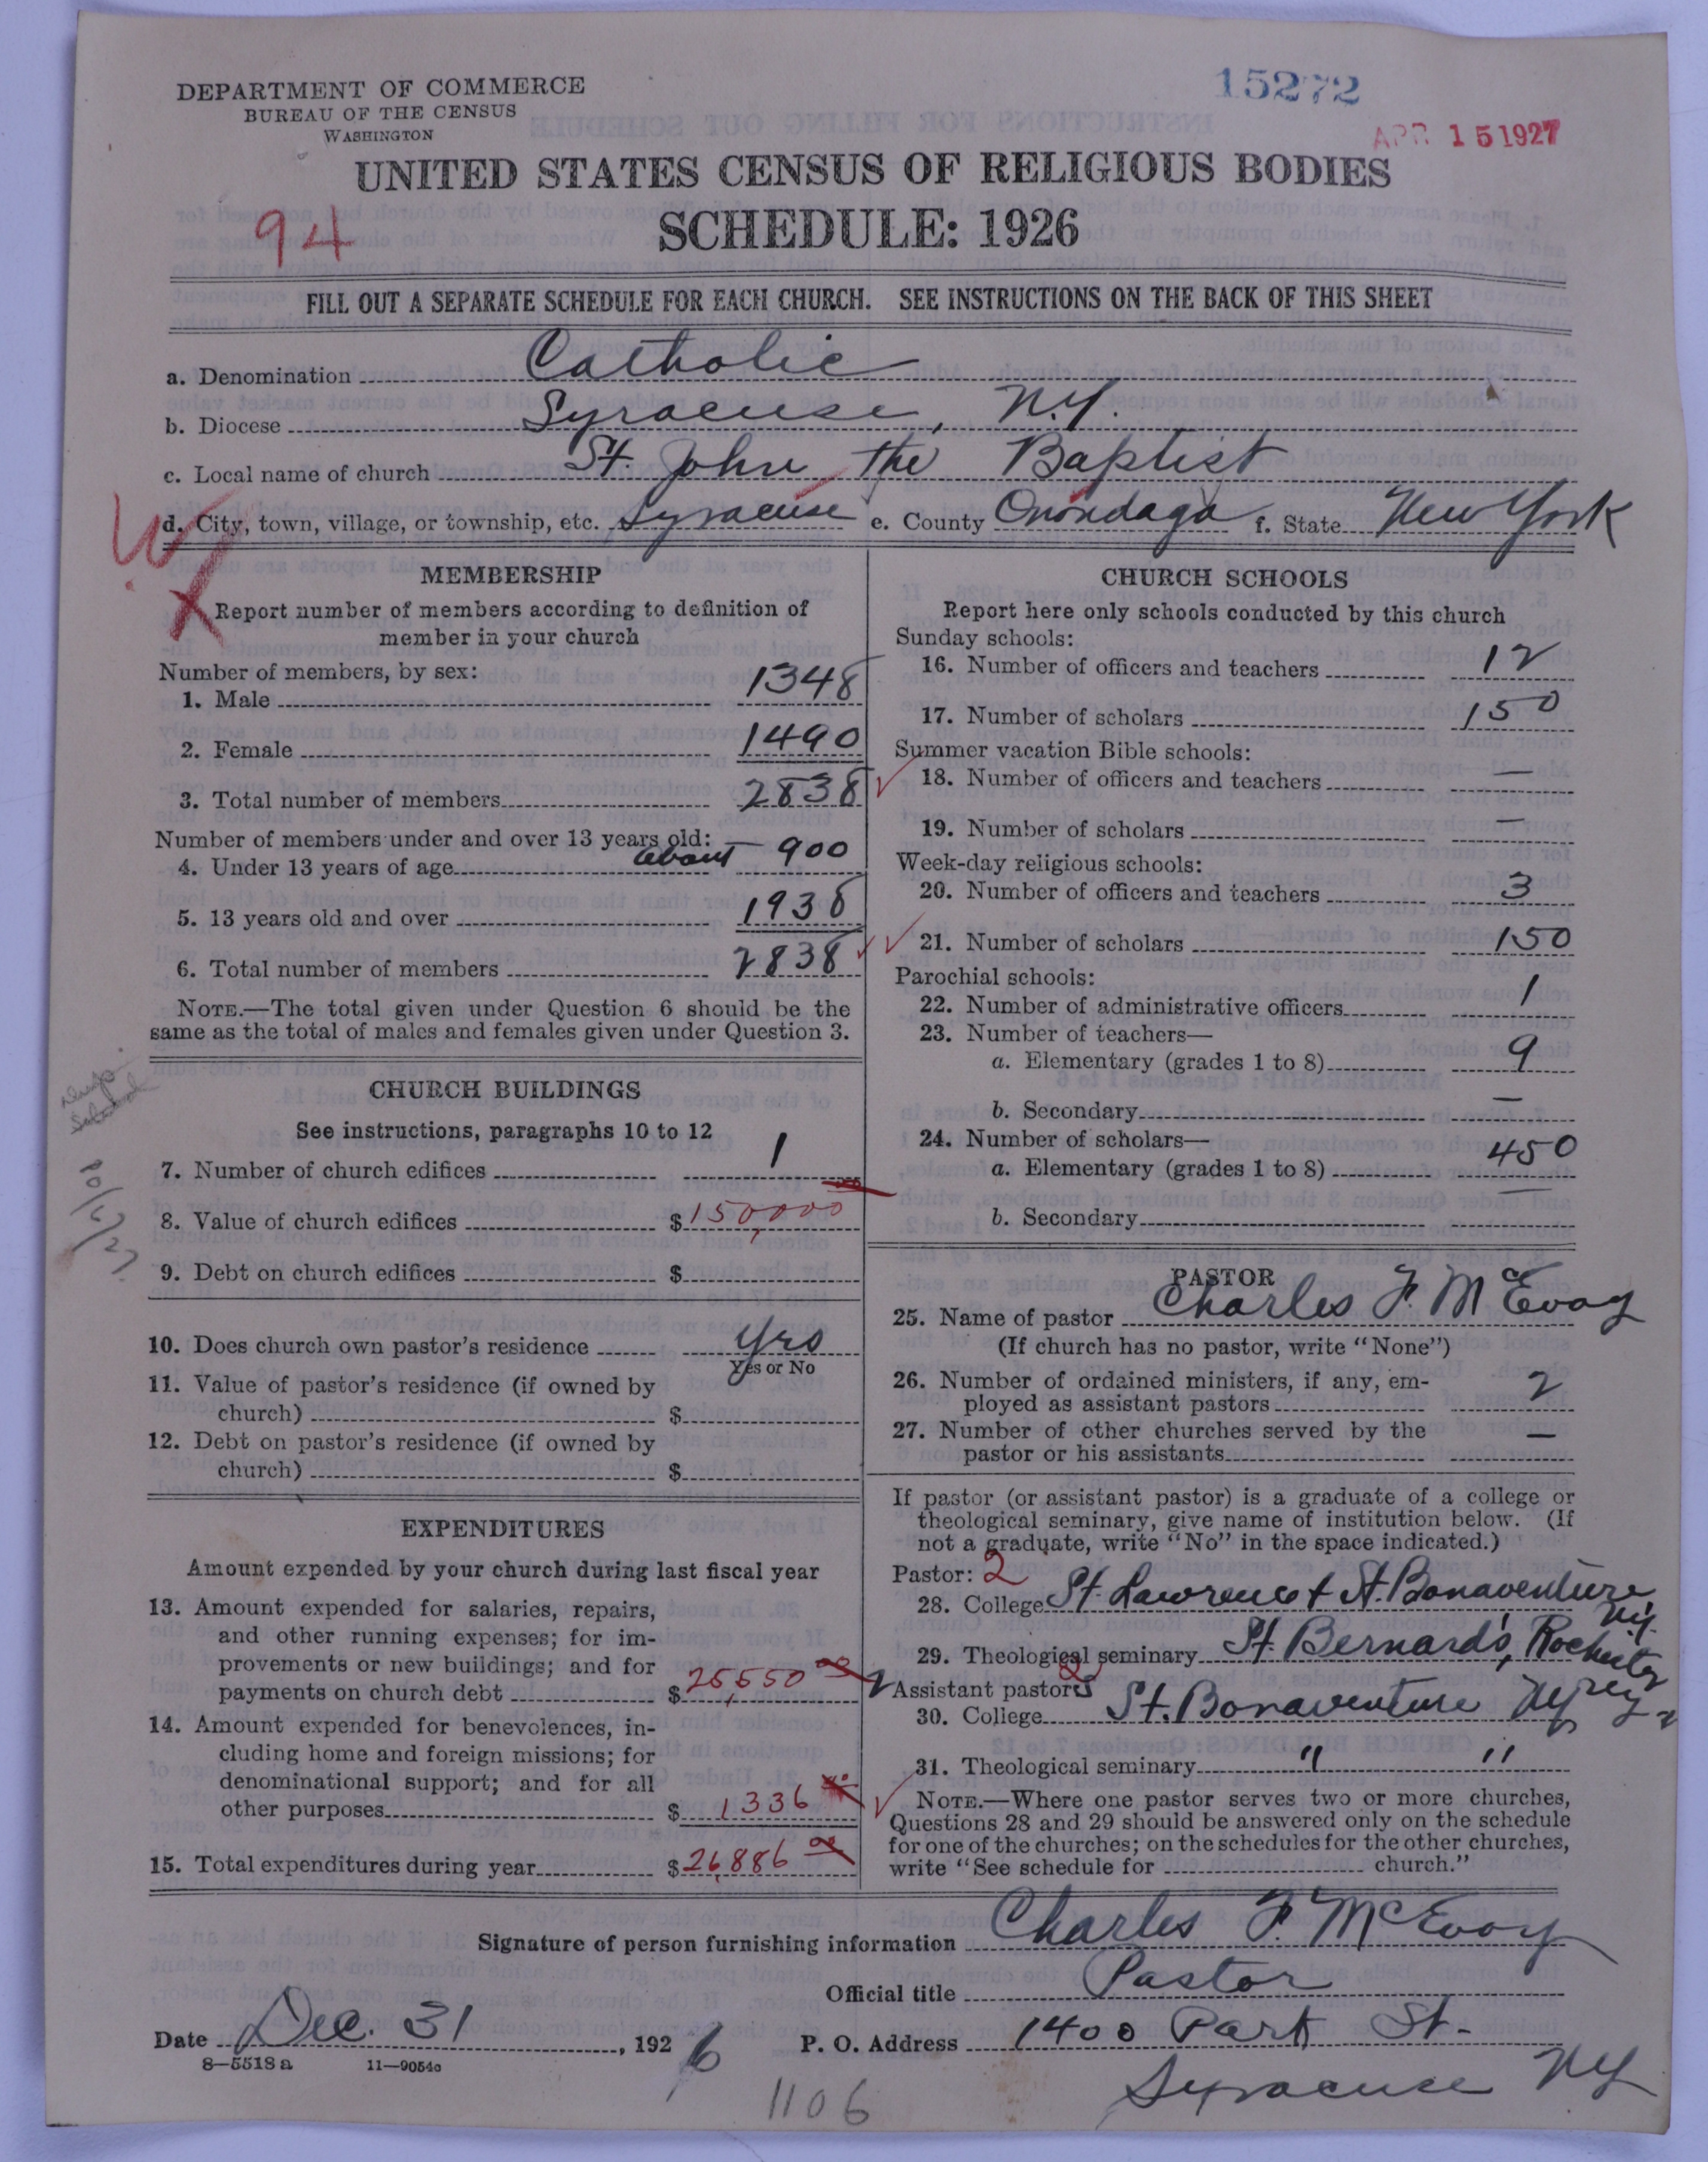 DEPARTMENT OF COMMERCE
BUREAU OF THE CENSUS
WASHINGTON
15272
APR 15 1927
UNITED STATES CENSUS OF RELIGIOUS BODIES
94
SCHEDULE: 1926
FILL OUT A SEPARATE SCHEDULE FOR EACH CHURCH. SEE INSTRUCTIONS ON THE BACK OF THIS SHEET
a. Denomination Catholic
b. Diocese Syracuse, N.Y.
c. Local name of church St. John the Baptist
d. City, town, village, or township, etc. Syracuse e. County Onondaga f. State New York
W
X
MEMBERSHIP
Report number of members according to definition of
member in your church
Number of members, by sex:
1. Male 1348
2. Female 1490
3. Total number of members 2838
Number of members under and over 13 years old:
4. Under 13 years of age about 900
5. 13 years old and over 1938
6. Total number of members 2838
NOTE.—The total given under Question 6 should be the
same as the total of males and females given under Question 3.
CHURCH BUILDINGS
See instructions, paragraphs 10 to 12
7. Number of church edifices 1
8. Value of church edifices $150,000
9. Debt on church edifices $
10. Does church own pastor's residence yes
Yes or No
11. Value of pastor's residence (if owned by
church) $
12. Debt on pastor's residence (if owned by
church) $
EXPENDITURES
Amount expended by your church during last fiscal year
13. Amount expended for salaries, repairs,
and other running expenses; for im-
provements or new buildings; and for
payments on church debt $25,550 00
14. Amount expended for benevolences, in-
cluding home and foreign missions; for
denominational support; and for all
other purposes $1336
15. Total expenditures during year $26,886 00
CHURCH SCHOOLS
Report here only schools conducted by this church
Sunday schools:
16. Number of officers and teachers 12
17. Number of scholars 150
Summer vacation Bible schools:
18. Number of officers and teachers —
19. Number of scholars —
Week-day religious schools:
20. Number of officers and teachers 3
21. Number of scholars 150
Parochial schools:
22. Number of administrative officers 1
23. Number of teachers—
a. Elementary (grades 1 to 8) 9
b. Secondary —
24. Number of scholars—
a. Elementary (grades 1 to 8) 450
b. Secondary —
PASTOR
25. Name of pastor Charles F. McEvoy
(If church has no pastor, write "None")
26. Number of ordained ministers, if any, em-
ployed as assistant pastors 2
27. Number of other churches served by the
pastor or his assistants —
If pastor (or assistant pastor) is a graduate of a college or
theological seminary, give name of institution below. (If
not a graduate, write "No" in the space indicated.)
Pastor: 2
28. College St. Lawrence + St. Bonaventure, N.Y.
29. Theological seminary St. Bernard's, Rochester
2 Assistant pastors 2
30. College St. Bonaventure
31. Theological seminary " "
NOTE.—Where one pastor serves two or more churches,
Questions 28 and 29 should be answered only on the schedule
for one of the churches; on the schedules for the other churches,
write "See schedule for church."
Signature of person furnishing information Charles F. McEvoy
Official title Pastor
Date Dec. 31, 1926 P. O. Address 1400 Park St.
Syracuse NY
8—5518 a 11—9054c
1106